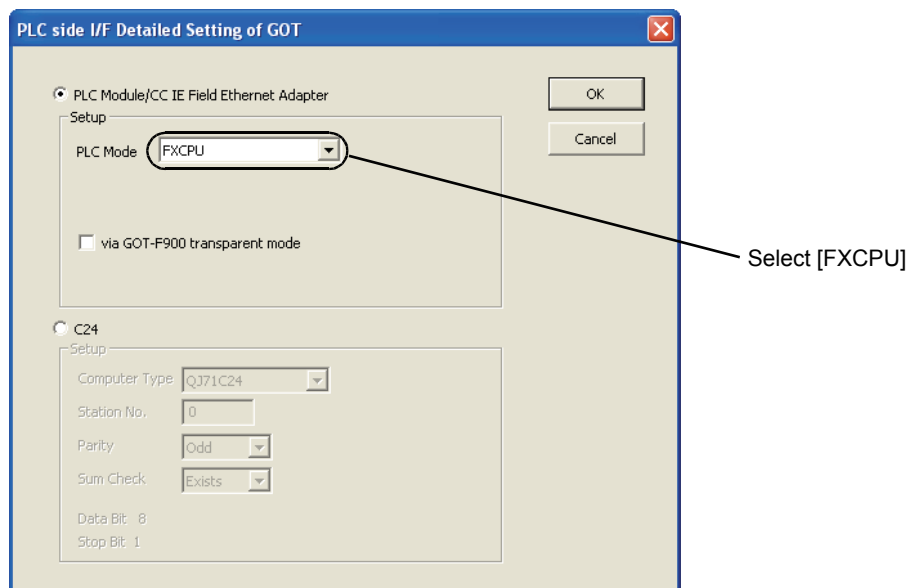 PLC side I/F Detailed Setting of GOT
PLC Module/CC IE Field Ethernet Adapter
OK
Setup
Cancel
PLC Mode FXCPU
via GOT-F900 transparent mode
Select [FXCPU]
C24
Setup
Computer Type QJ71C24
Station No. 0
Parity Odd
Sum Check Exists
Data Bit 8
Stop Bit 1